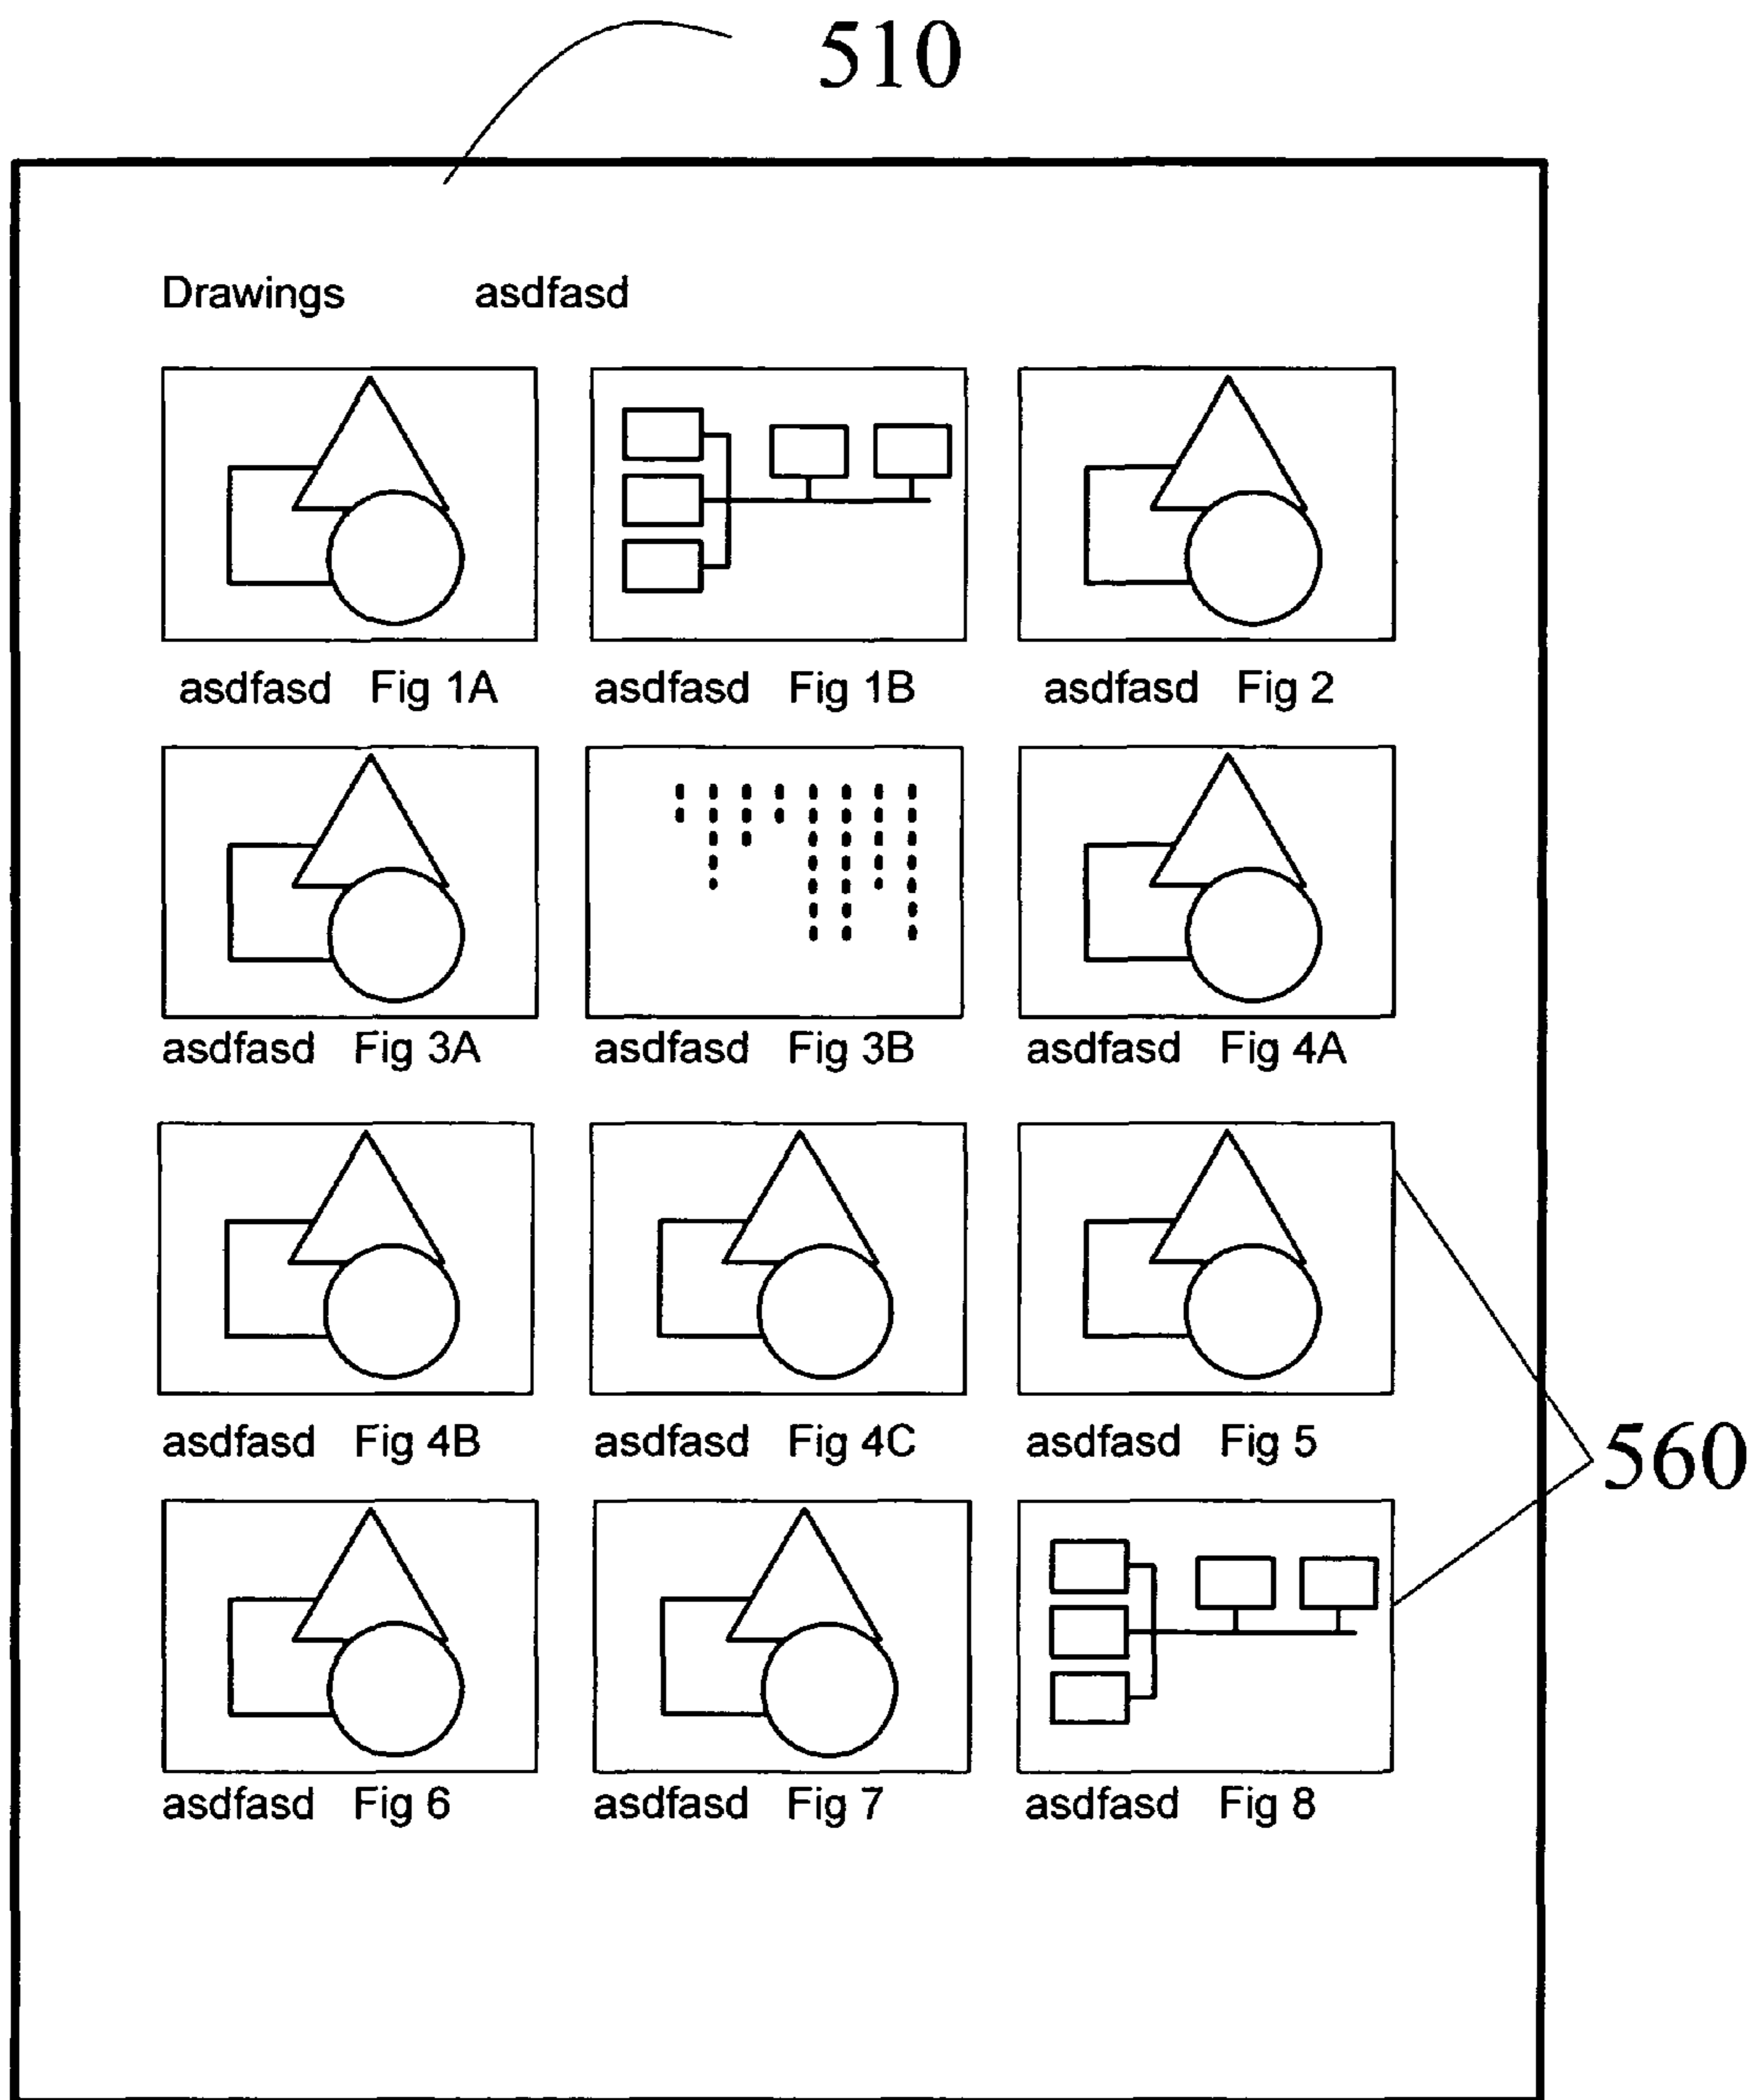 510
Drawings asdfasd
asdfasd Fig 1A asdfasd Fig 1B asdfasd Fig 2
asdfasd Fig 3A asdfasd Fig 3B asdfasd Fig 4A
asdfasd Fig 4B asdfasd Fig 4C asdfasd Fig 5
560
asdfasd Fig 6 asdfasd Fig 7 asdfasd Fig 8